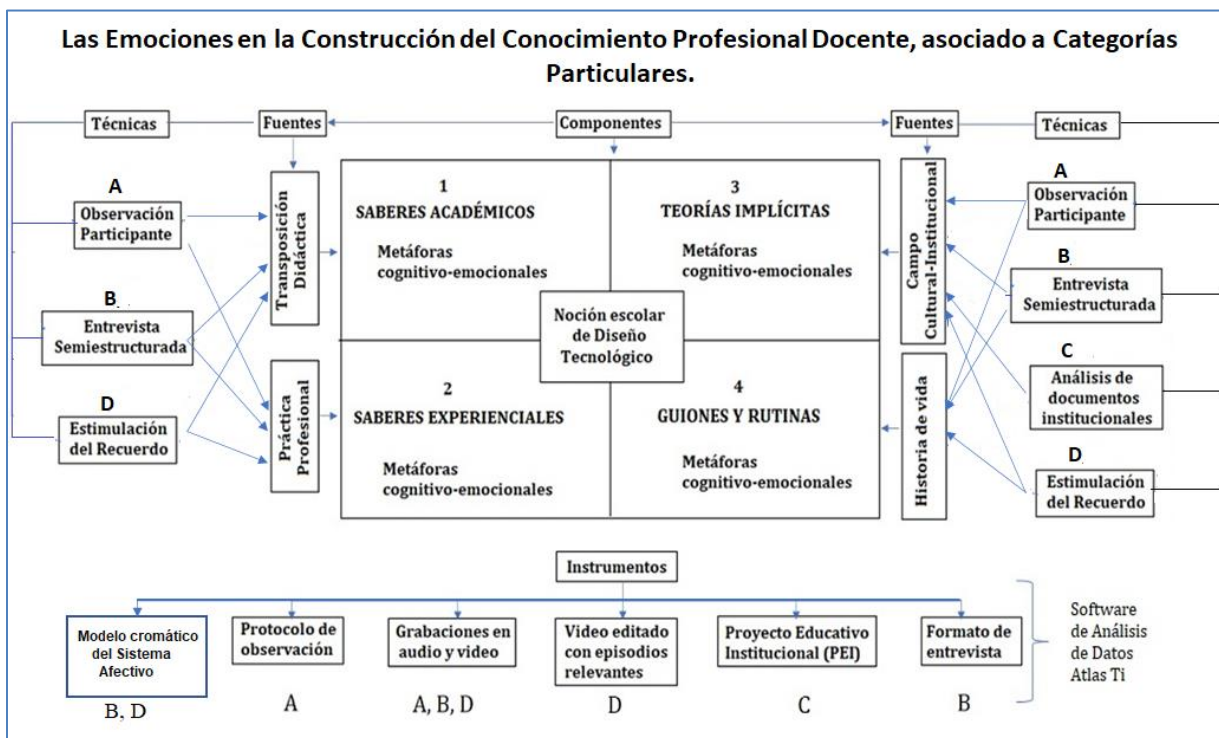 Las Emociones en la Construcción del Conocimiento Profesional Docente, asociado a Categorías
Particulares.
Técnicas
Fuentes
Componentes
Fuentes
Técnicas
A
Observación
Participante
B
Entrevista
Semiestructurada
D
Estimulación
del Recuerdo
Transposición
Didáctica
Práctica
Profesional
1
SABERES ACADÉMICOS
Metáforas
cognitivo-emocionales
3
TEORÍAS IMPLÍCITAS
Metáforas
cognitivo-emocionales
Noción escolar
de Diseño
Tecnológico
2
SABERES EXPERIENCIALES
Metáforas
cognitivo-emocionales
4
GUIONES Y RUTINAS
Metáforas
cognitivo-emocionales
Campo
Cultural-Institucional
Historia de vida
A
Observación
Participante
B
Entrevista
Semiestructurada
C
Análisis de
documentos
institucionales
D
Estimulación
del Recuerdo
Instrumentos
Modelo cromático
del Sistema
Afectivo
B, D
Protocolo de
observación
A
Grabaciones en
audio y video
A, B, D
Video editado
con episodios
relevantes
D
Proyecto Educativo
Institucional (PEI)
C
Formato de
entrevista
B
Software
de Análisis
de Datos
Atlas Ti